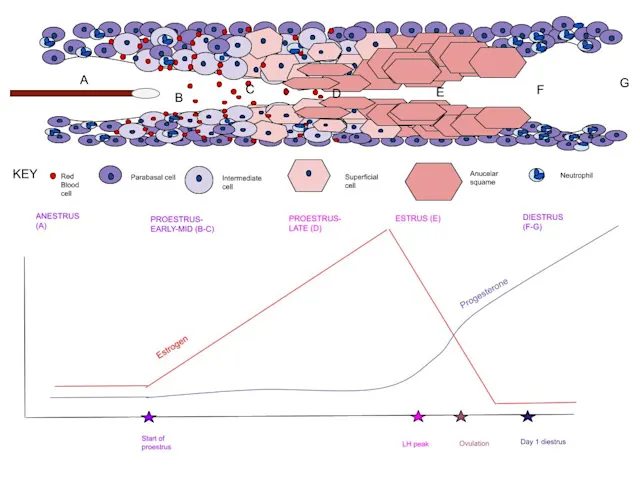 A
B
C
D
E
F
G
KEY
Red
Blood
cell
Parabasal cell
Intermediate
cell
Superficial
cell
Anucelar
squame
Neutrophil
ANESTRUS
(A)
PROESTRUS-
EARLY-MID (B-C)
PROESTRUS-
LATE (D)
ESTRUS (E)
DIESTRUS
(F-G)
Estrogen
Progesterone
Start of
proestrus
LH peak
Ovulation
Day 1 diestrus